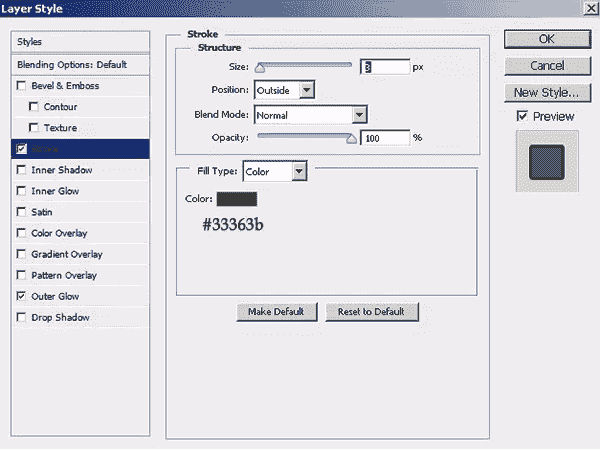 Layer Style
Styles
Blending Options: Default
Bevel & Emboss
Contour
Texture
Inner Shadow
Inner Glow
Satin
Color Overlay
Gradient Overlay
Pattern Overlay
Outer Glow
Drop Shadow
Stroke
Structure
Size: 3 px
Position: Outside
Blend Mode: Normal
Opacity: 100 %
Fill Type: Color
Color:
#33363b
Make Default Reset to Default
OK
Cancel
New Style...
Preview